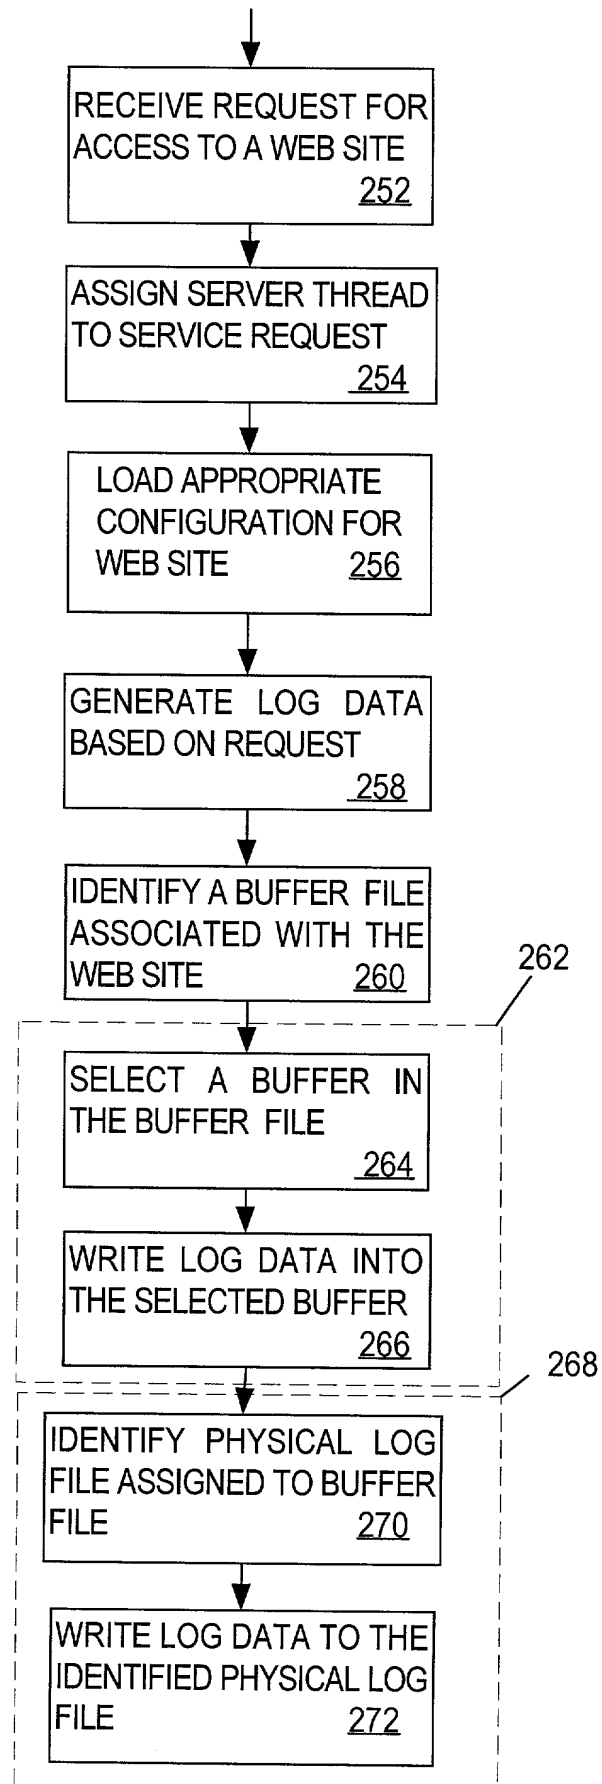 RECEIVE REQUEST FOR
ACCESS TO A WEB SITE
252
ASSIGN SERVER THREAD
TO SERVICE REQUEST
254
LOAD APPROPRIATE
CONFIGURATION FOR
WEB SITE 256
GENERATE LOG DATA
BASED ON REQUEST
258
IDENTIFY A BUFFER FILE
ASSOCIATED WITH THE
WEB SITE 260
262
SELECT A BUFFER IN
THE BUFFER FILE
264
WRITE LOG DATA INTO
THE SELECTED BUFFER
266
268
IDENTIFY PHYSICAL LOG
FILE ASSIGNED TO BUFFER
FILE 270
WRITE LOG DATA TO THE
IDENTIFIED PHYSICAL LOG
FILE 272